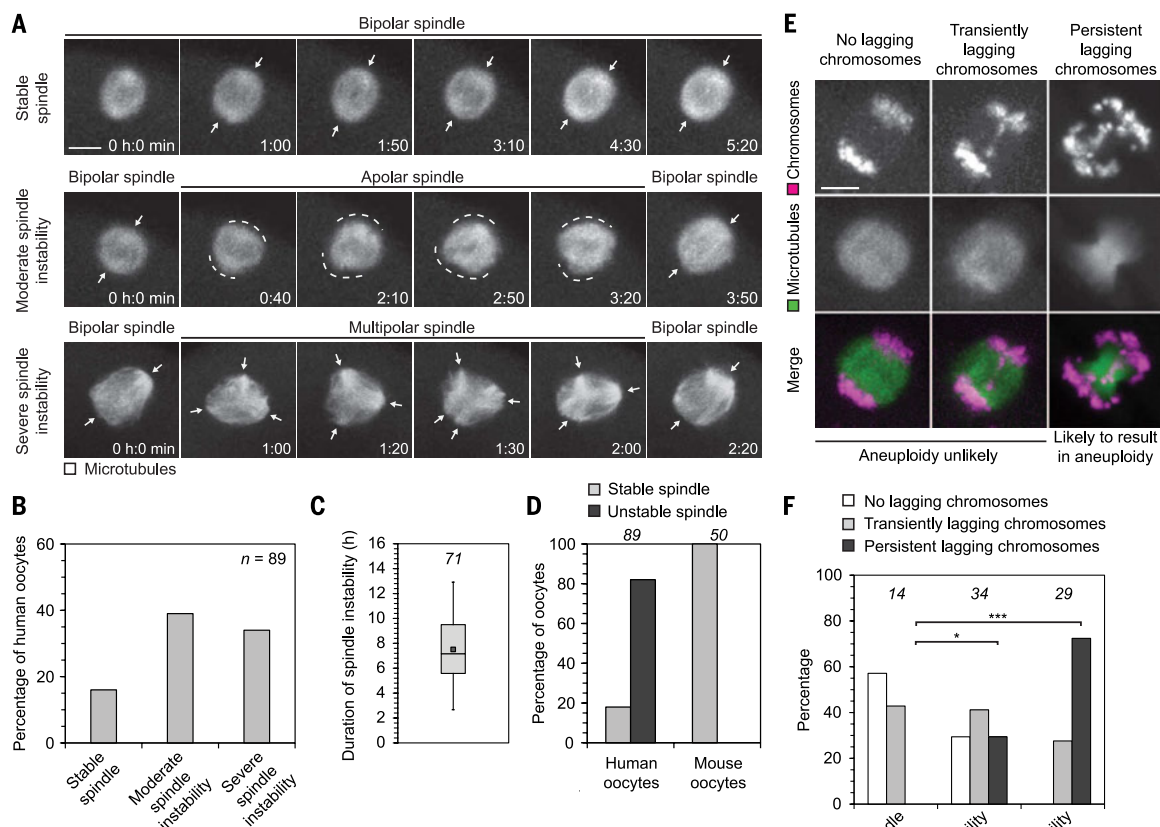 A
Bipolar spindle
Stable
spindle
0 h:0 min
1:00
1:50
3:10
4:30
5:20
Bipolar spindle
Apolar spindle
Bipolar spindle
Moderate spindle
instability
0 h:0 min
0:40
2:10
2:50
3:20
3:50
Bipolar spindle
Multipolar spindle
Bipolar spindle
Severe spindle
instability
0 h:0 min
1:00
1:20
1:30
2:00
2:20
Microtubules
B
Percentage of human oocytes
60
40
20
0
n = 89
Stable
spindle
Moderate
spindle
instability
Severe
spindle
instability
C
Duration of spindle instability (h)
16
14
12
10
8
6
4
2
0
71
D
Stable spindle
Unstable spindle
Percentage of oocytes
100
80
60
40
20
0
89
50
Human
oocytes
Mouse
oocytes
E
No lagging
chromosomes
Transiently
lagging
chromosomes
Persistent
lagging
chromosomes
Chromosomes
Microtubules
Merge
Aneuploidy unlikely
Likely to result
in aneuploidy
F
No lagging chromosomes
Transiently lagging chromosomes
Persistent lagging chromosomes
Percentage
100
80
60
40
20
0
14
34
29
*
***